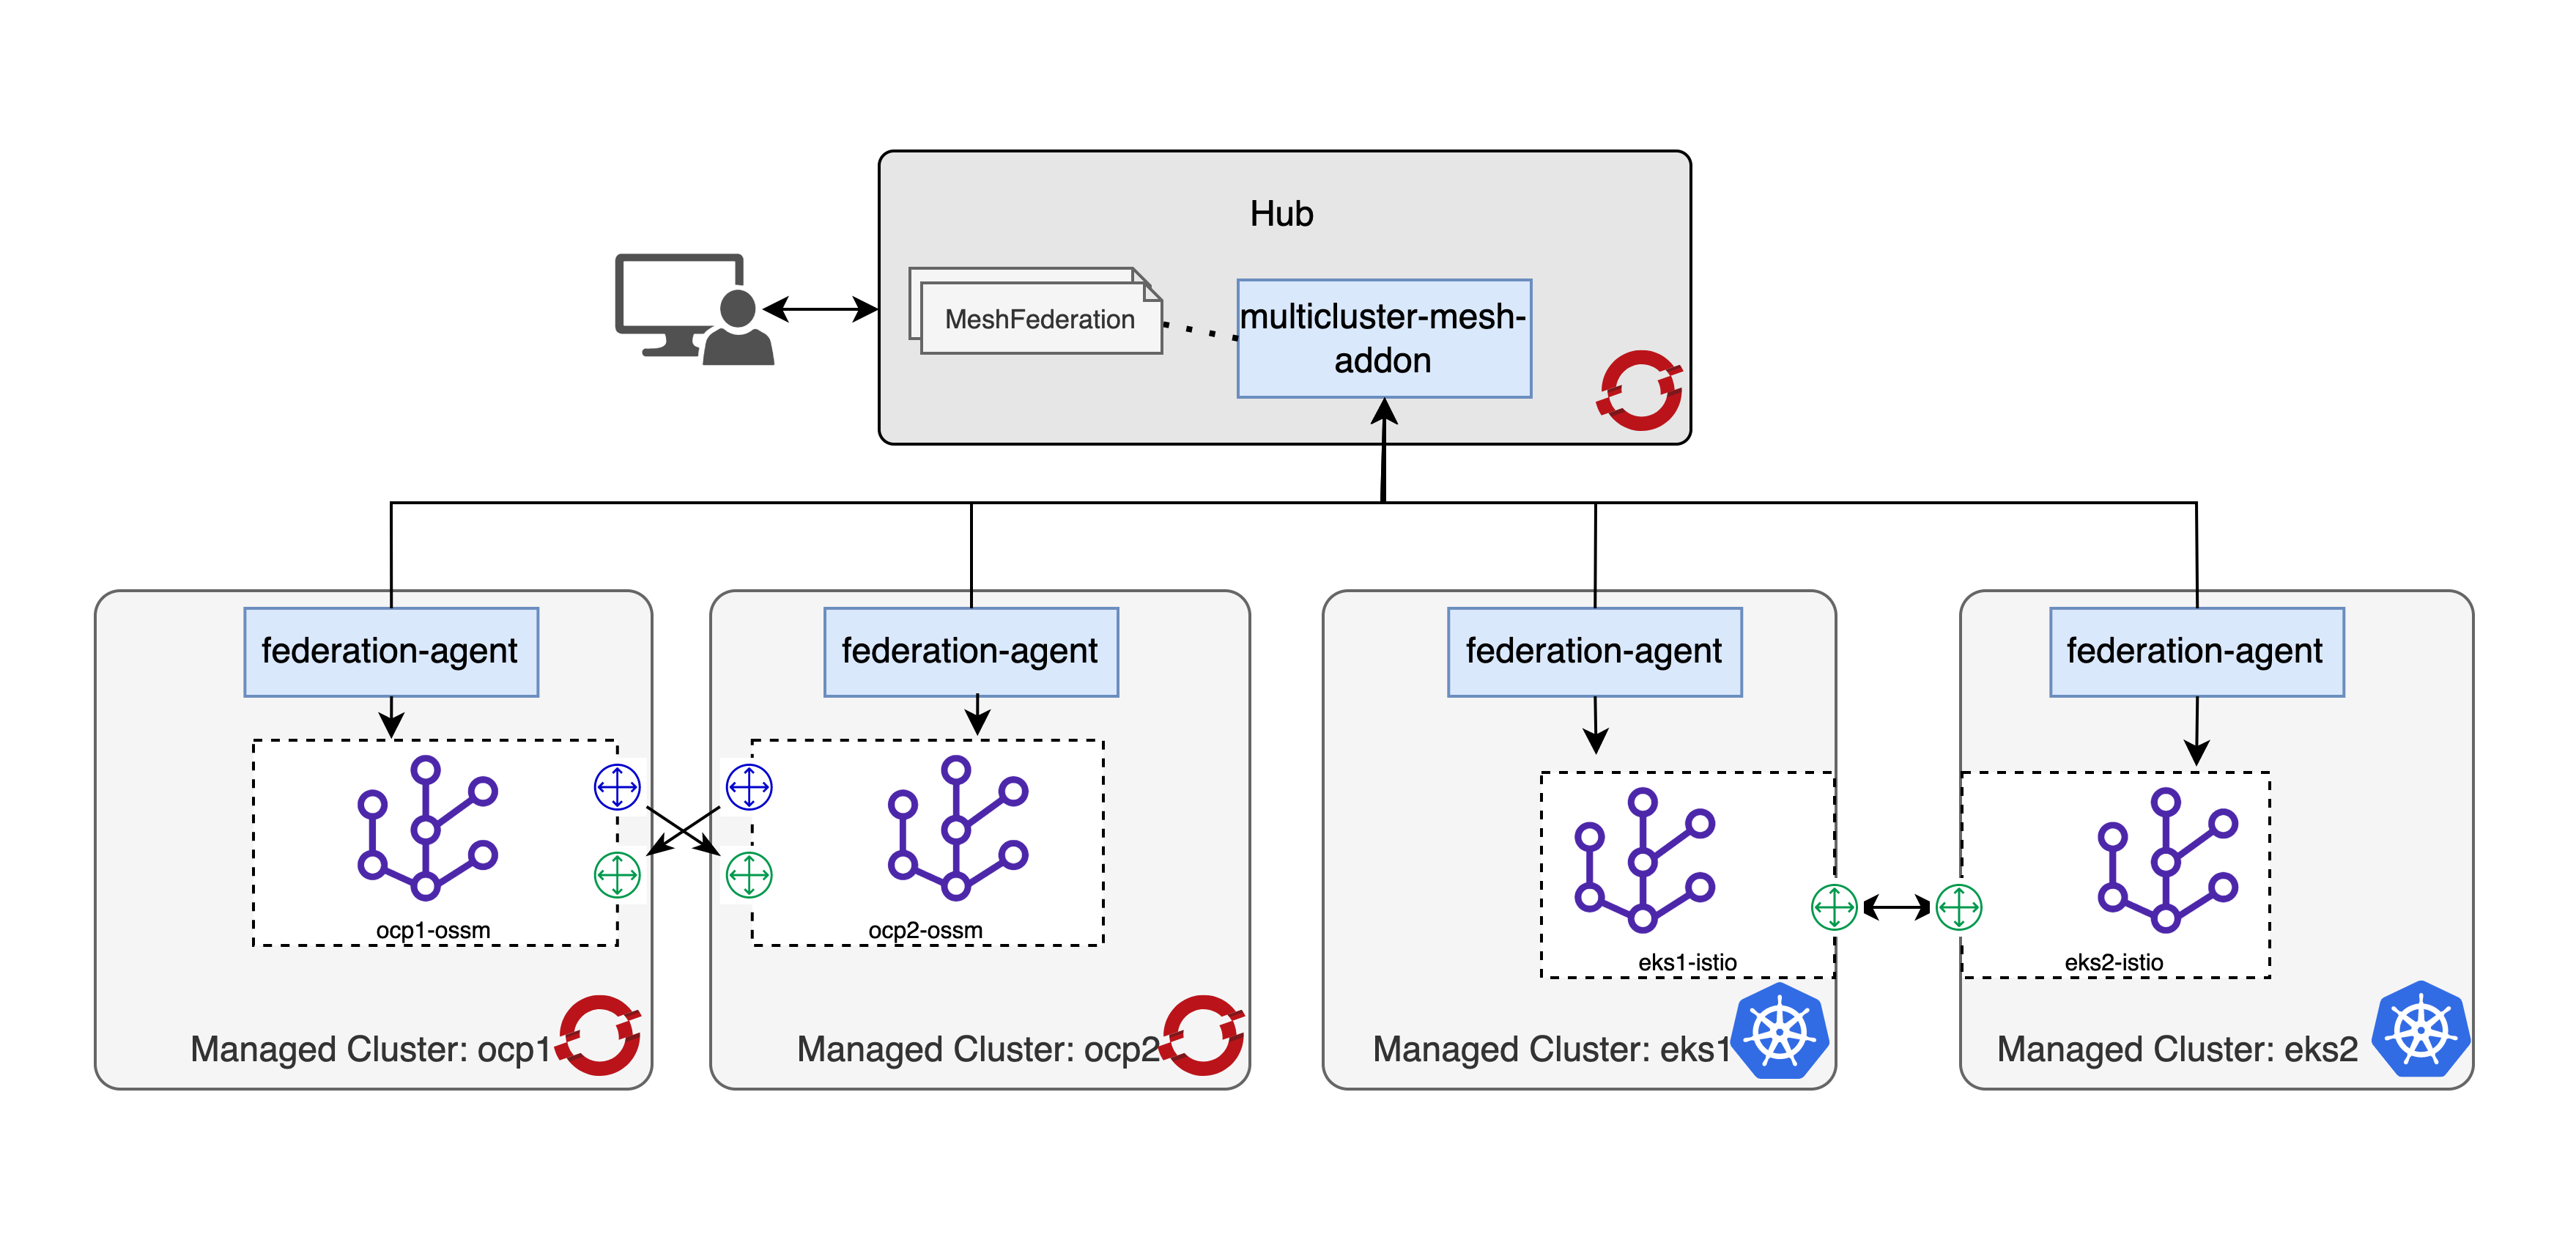 Hub
MeshFederation
multicluster-mesh-
addon
federation-agent
federation-agent
federation-agent
federation-agent
ocp1-ossm
ocp2-ossm
eks1-istio
eks2-istio
Managed Cluster: ocp1
Managed Cluster: ocp2
Managed Cluster: eks1
Managed Cluster: eks2